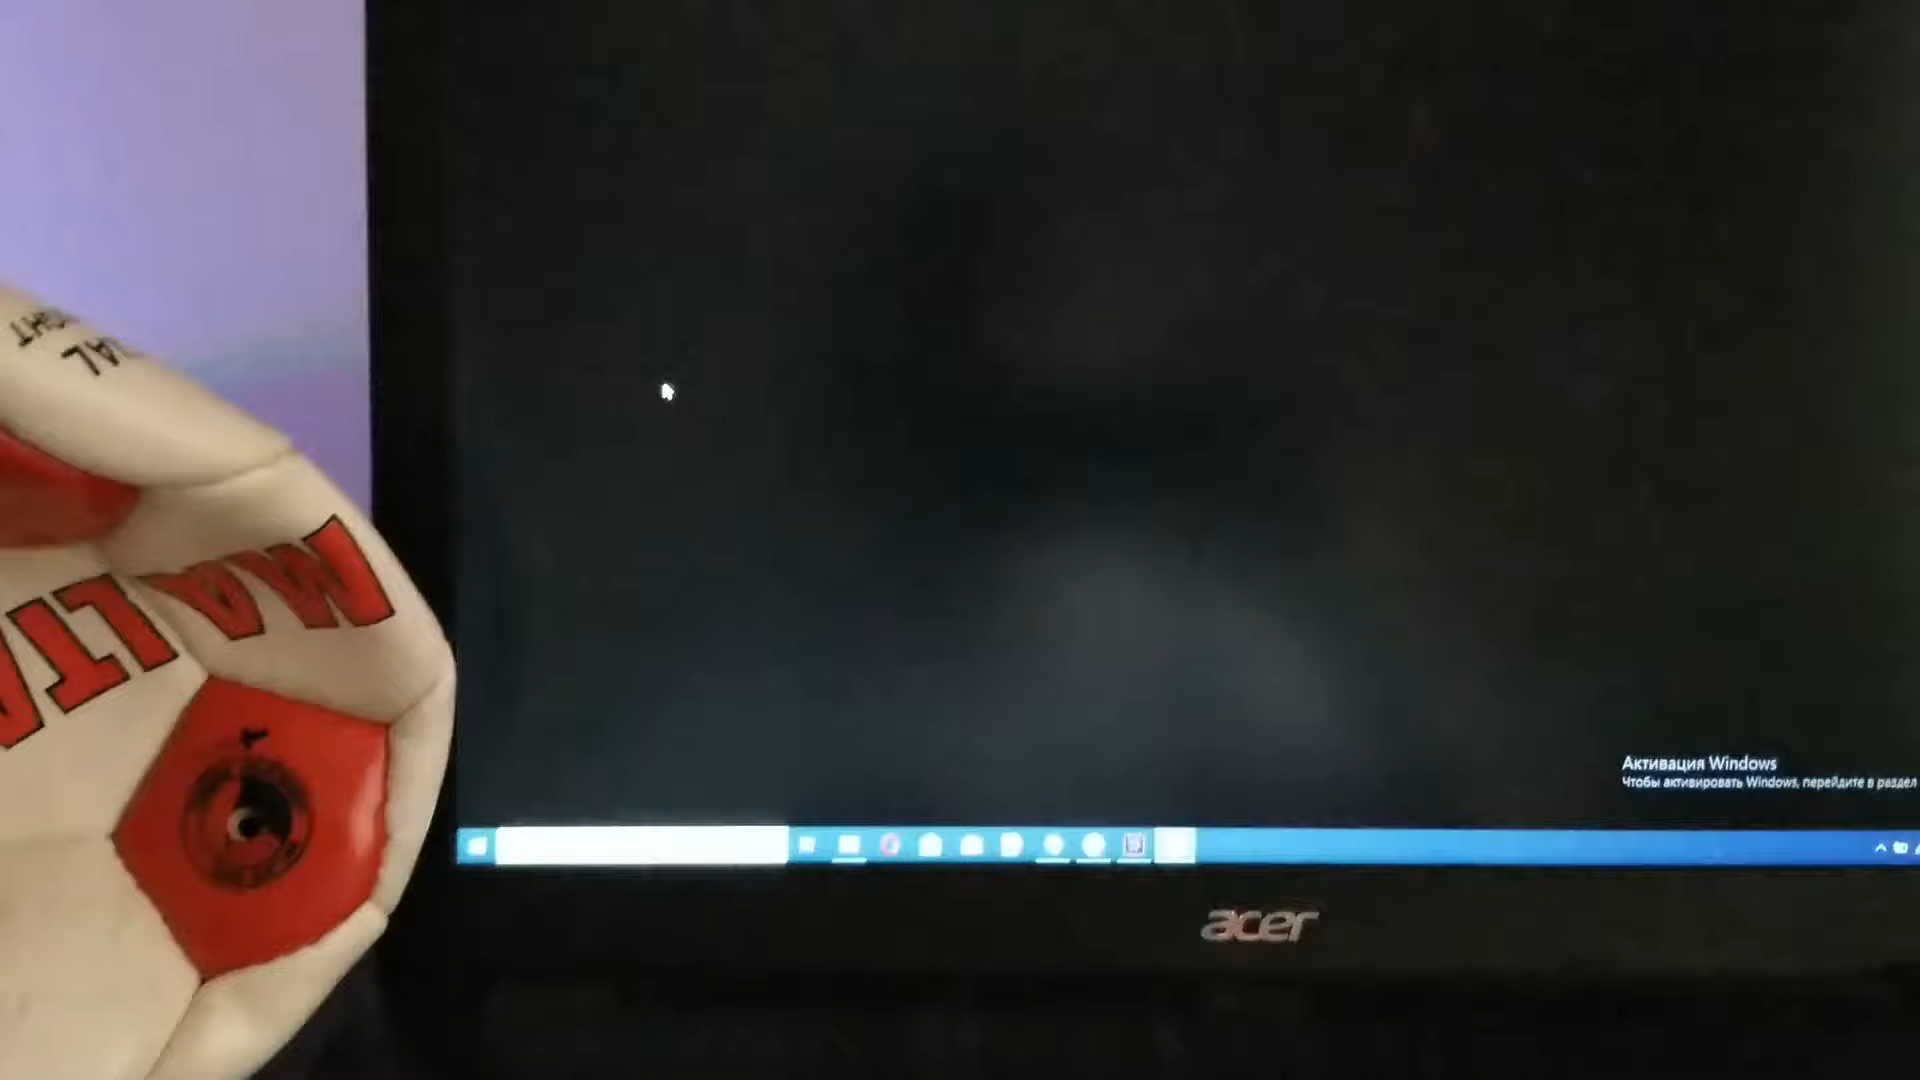 MALTA
Активация Windows
Чтобы активировать Windows, перейдите в раздел
acer